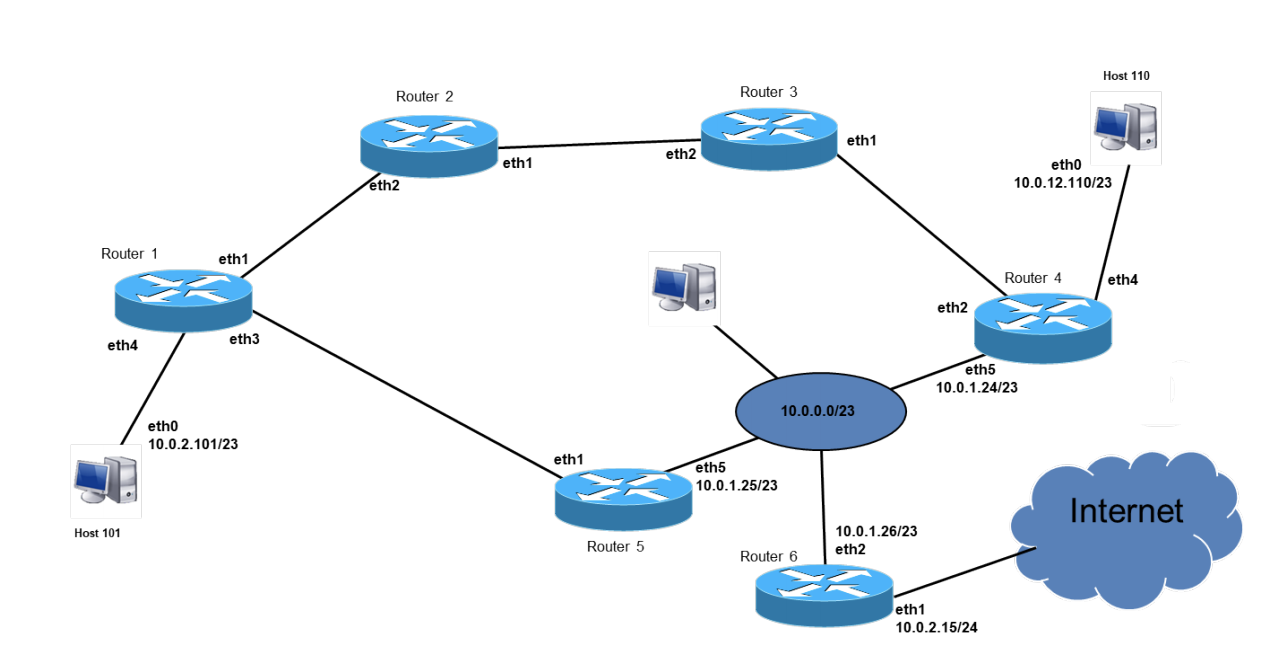 Host 110
Router 2
Router 3
eth1
eth2
eth1
eth2
eth0
10.0.12.110/23
Router 1
eth1
Router 4
eth4
eth2
eth4
eth3
eth5
10.0.1.24/23
10.0.0.0/23
eth0
10.0.2.101/23
eth1
eth5
10.0.1.25/23
Internet
Host 101
Router 5
10.0.1.26/23
eth2
Router 6
eth1
10.0.2.15/24